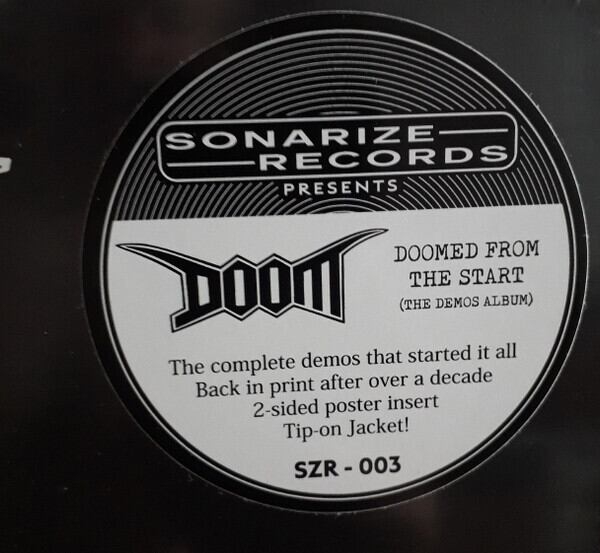 SONARIZE
RECORDS
PRESENTS
DOOM
DOOMED FROM
THE START
(THE DEMOS ALBUM)
The complete demos that started it all
Back in print after over a decade
2-sided poster insert
Tip-on Jacket!
SZR - 003